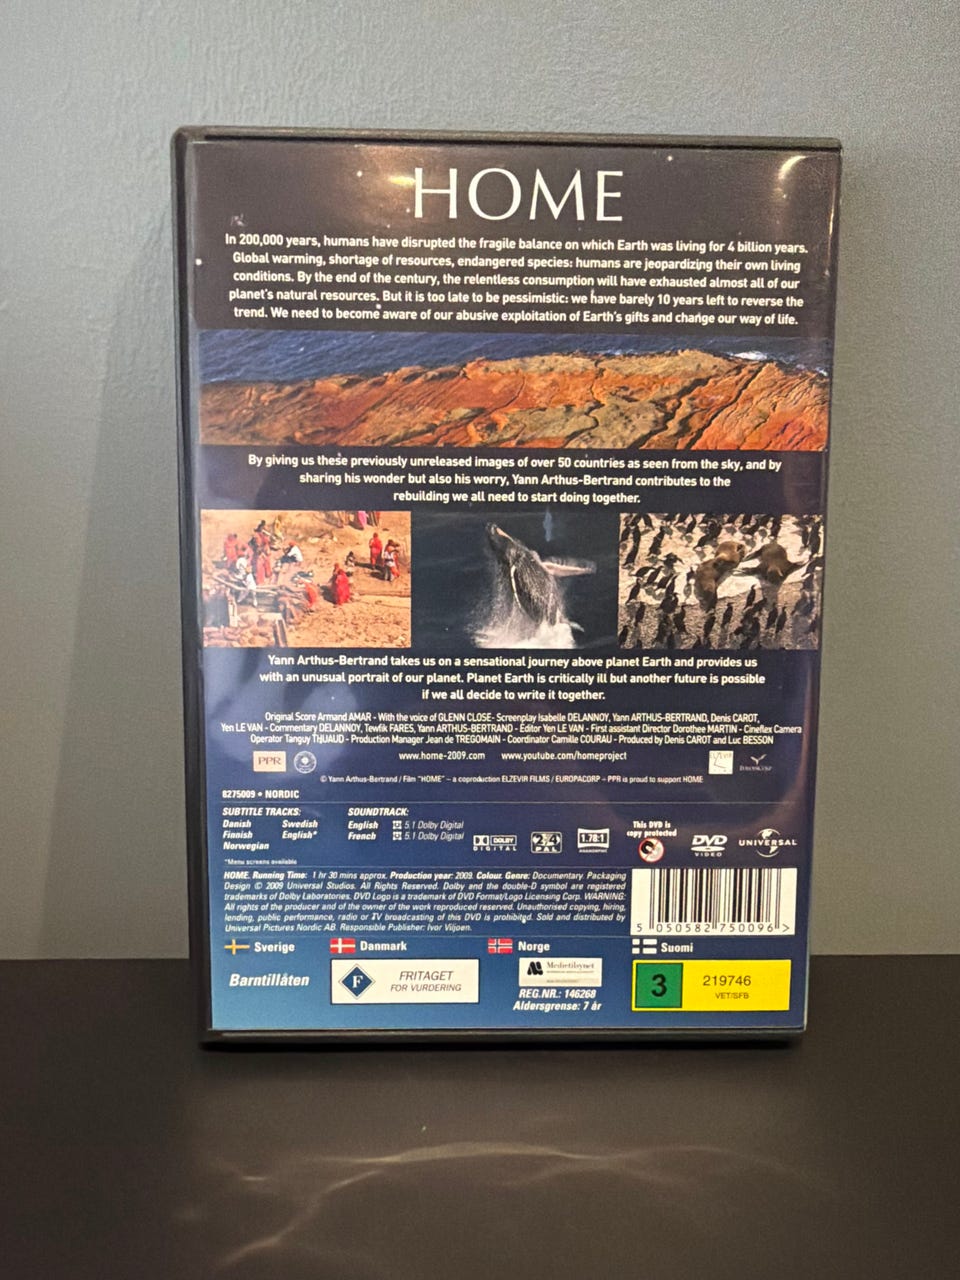 HOME
In 200,000 years, humans have disrupted the fragile balance on which Earth was living for 4 billion years.
Global warming, shortage of resources, endangered species: humans are jeopardizing their own living
conditions. By the end of the century, the relentless consumption will have exhausted almost all of our
planet's natural resources. But it is too late to be pessimistic: we have barely 10 years left to reverse the
trend. We need to become aware of our abusive exploitation of Earth's gifts and change our way of life.
By giving us these previously unreleased images of over 50 countries as seen from the sky, and by
sharing his wonder but also his worry, Yann Arthus-Bertrand contributes to the
rebuilding we all need to start doing together.
Yann Arthus-Bertrand takes us on a sensational journey above planet Earth and provides us
with an unusual portrait of our planet. Planet Earth is critically ill but another future is possible
if we all decide to write it together.
Original Score Armand AMAR - With the voice of GLENN CLOSE- Screenplay Isabelle DELANNOY, Yann ARTHUS-BERTRAND, Denis CAROT,
Yen LE VAN - Commentary DELANNOY, Tewfik FARES, Yann ARTHUS-BERTRAND - Editor Yen LE VAN - First assistant Director Dorothee MARTIN - Cineflex Camera
Operator Tanguy THUAUD - Production Manager Jean de TREGOMAIN - Coordinator Camille COURAU - Produced by Denis CAROT and Luc BESSON
PPR
www.home-2009.com www.youtube.com/homeproject
ELZEVIR
EUROPACORP
© Yann Arthus-Bertrand / Film "HOME" – a coproduction ELZEVIR FILMS / EUROPACORP – PPR is proud to support HOME
8275009 • NORDIC
SUBTITLE TRACKS:
Danish Swedish
Finnish English*
Norwegian
*Menu screens available
SOUNDTRACK:
English 5.1 Dolby Digital
French 5.1 Dolby Digital
DOLBY
DIGITAL
2 4
PAL
1.78:1
ANAMORPHIC
This DVD is
copy protected
DVD
VIDEO
UNIVERSAL
HOME. Running Time: 1 hr 30 mins approx. Production year: 2009. Colour. Genre: Documentary. Packaging
Design © 2009 Universal Studios. All Rights Reserved. Dolby and the double-D symbol are registered
trademarks of Dolby Laboratories. DVD Logo is a trademark of DVD Format/Logo Licensing Corp. WARNING:
All rights of the producer and of the owner of the work reproduced reserved. Unauthorised copying, hiring,
lending, public performance, radio or TV broadcasting of this DVD is prohibited. Sold and distributed by
Universal Pictures Nordic AB. Responsible Publisher: Ivor Viljoen.
5 050582 750096 >
Sverige
Barntillåten
Danmark
F
FRITAGET
FOR VURDERING
Norge
Medietilsynet
REG.NR.: 146268
Aldersgrense: 7 år
Suomi
3
219746
VET/SFB